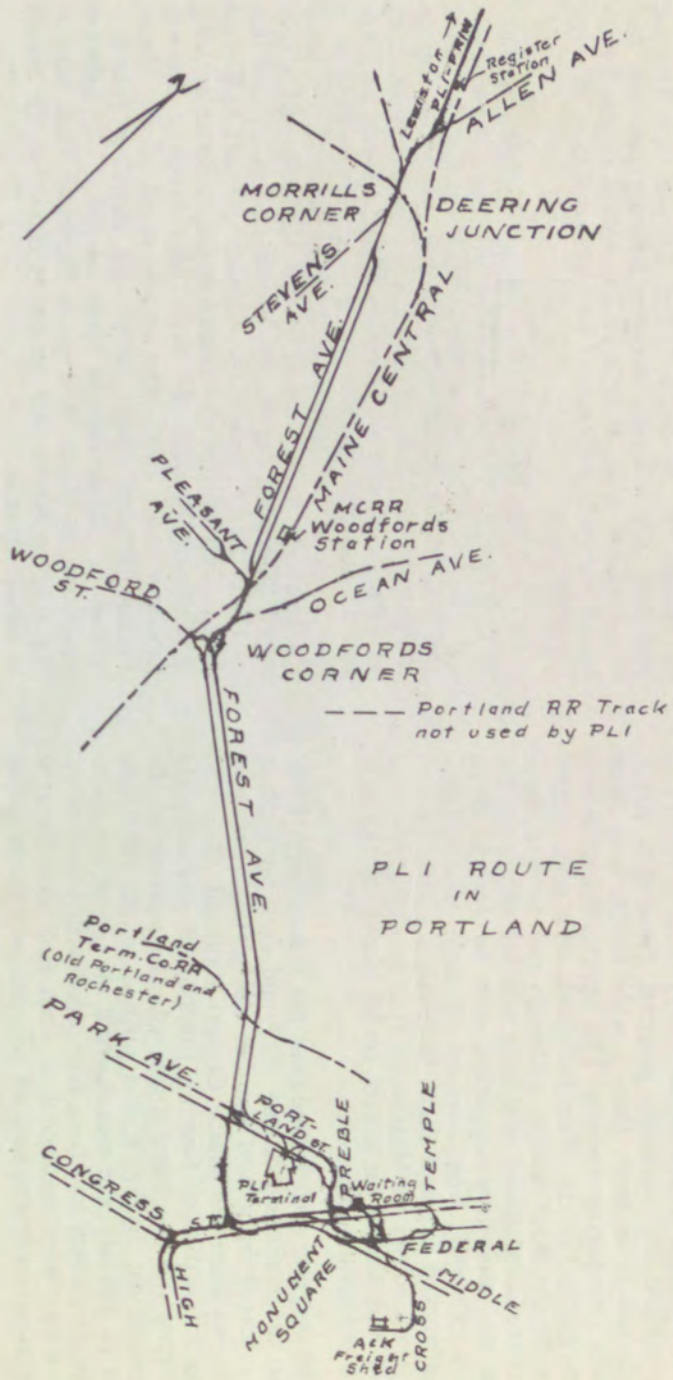 Lewiston →
PLI-PRIV
Register
Station
ALLEN AVE.
MORRILLS
CORNER
DEERING
JUNCTION
STEVENS
AVE.
FOREST AVE.
MAINE CENTRAL
PLEASANT
AVE.
MCRR
Woodfords
Station
WOODFORD
ST.
OCEAN AVE.
WOODFORDS
CORNER
--- Portland RR Track
not used by PLI
FOREST AVE.
PLI ROUTE
IN
PORTLAND
Portland
Term. Co. RR
(Old Portland and
Rochester)
PARK AVE.
PORT-
LAND ST.
PREBLE
TEMPLE
PLI
Terminal
Waiting
Room
CONGRESS
ST.
FEDERAL
HIGH
MONUMENT
SQUARE
MIDDLE
CROSS
A&K
Freight
Shed